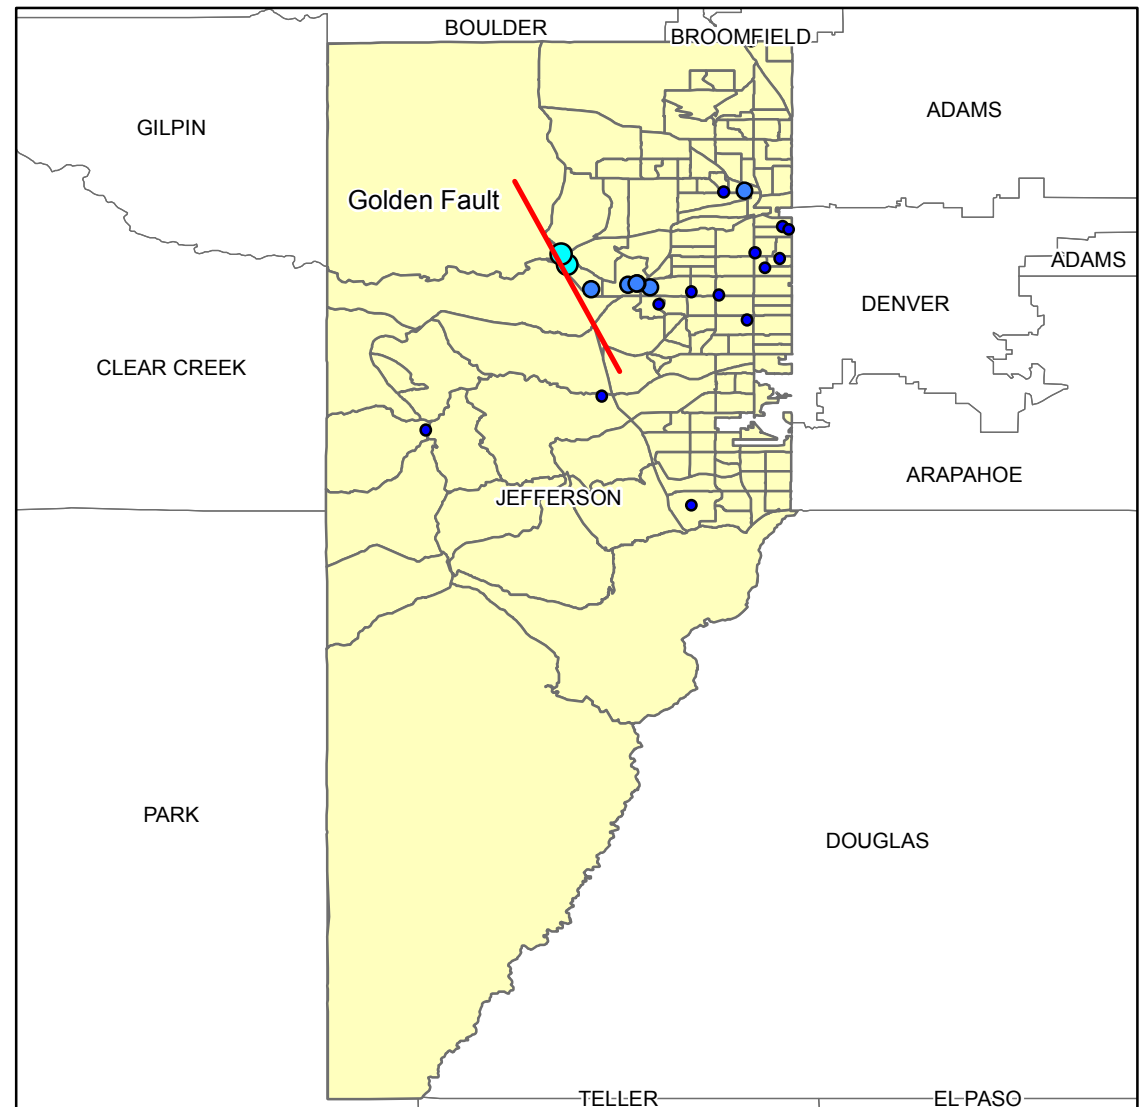 BOULDER
BROOMFIELD
ADAMS
GILPIN
Golden Fault
ADAMS
DENVER
CLEAR CREEK
ARAPAHOE
JEFFERSON
PARK
DOUGLAS
TELLER
EL PASO